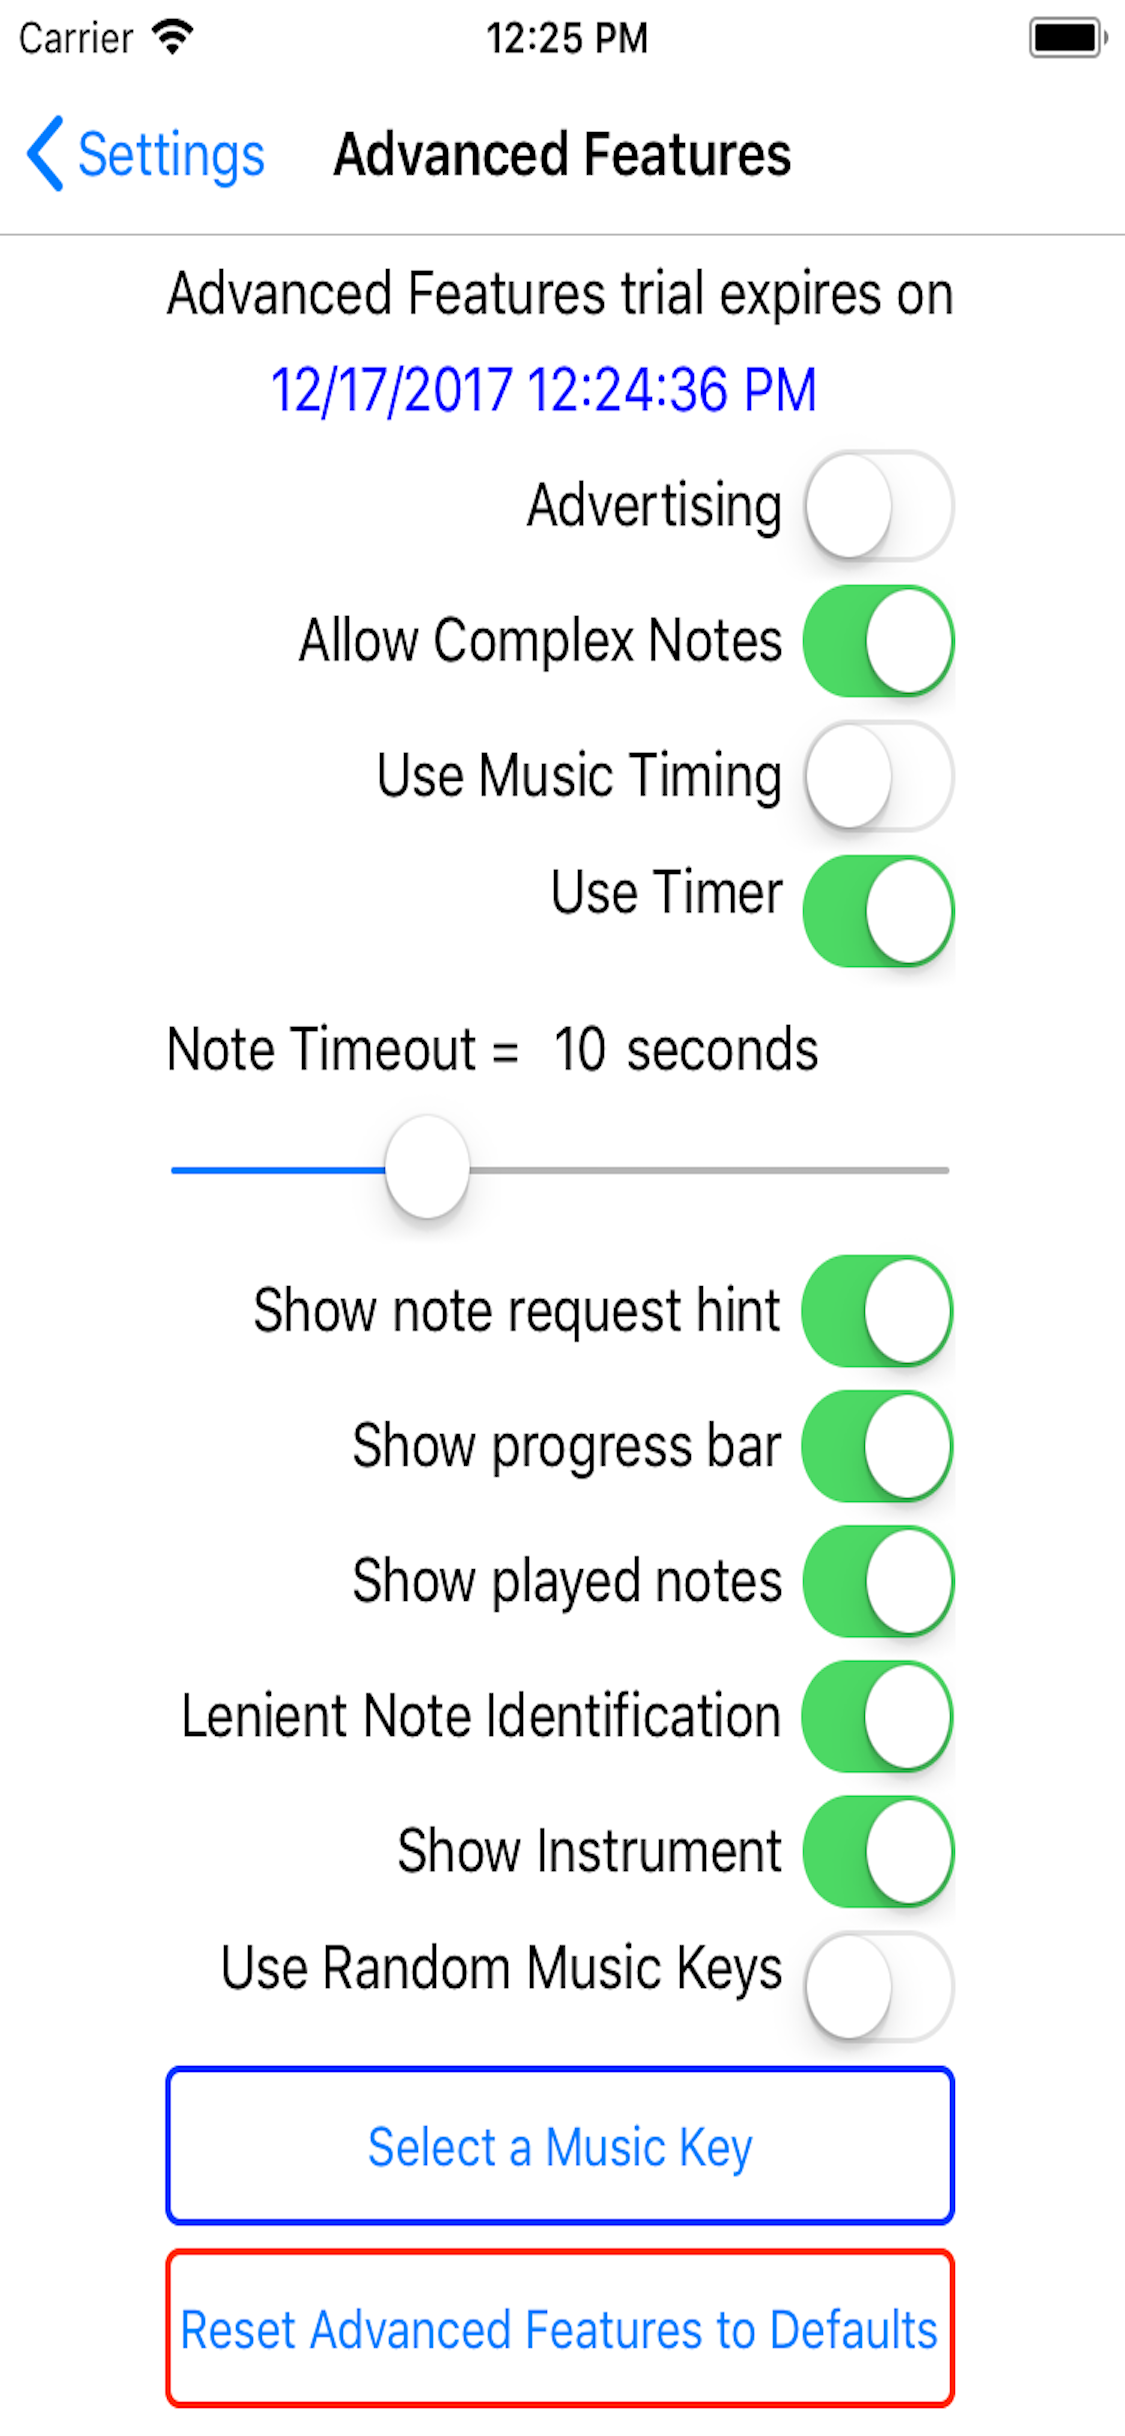 Carrier 12:25 PM
Settings Advanced Features
Advanced Features trial expires on
12/17/2017 12:24:36 PM
Advertising
Allow Complex Notes
Use Music Timing
Use Timer
Note Timeout = 10 seconds
Show note request hint
Show progress bar
Show played notes
Lenient Note Identification
Show Instrument
Use Random Music Keys
Select a Music Key
Reset Advanced Features to Defaults